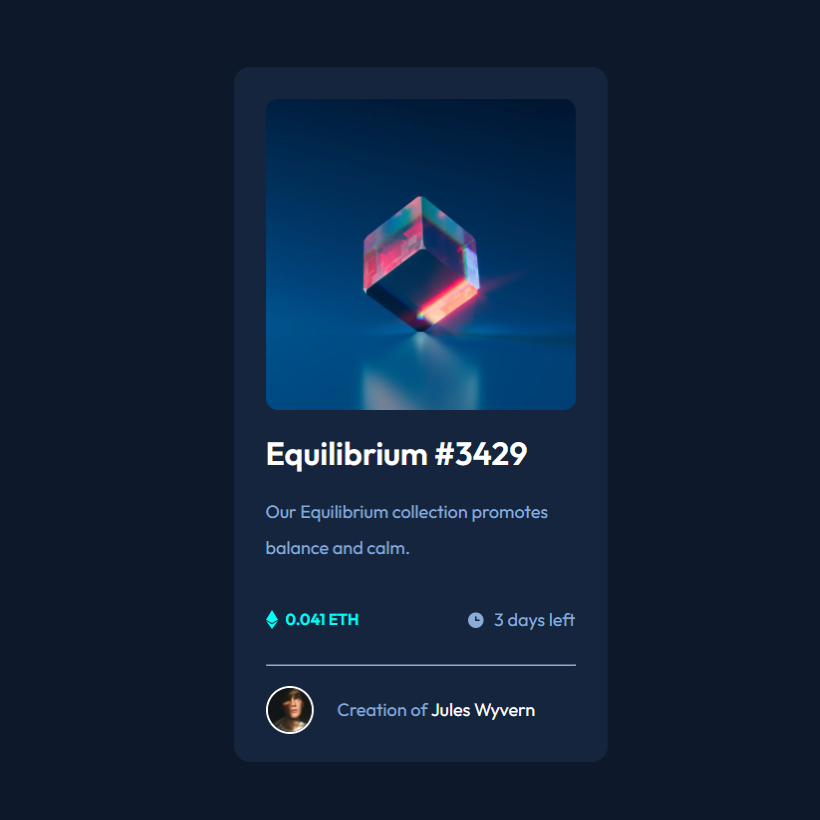 Equilibrium #3429
Our Equilibrium collection promotes
balance and calm.
0.041 ETH 3 days left
Creation of Jules Wyvern